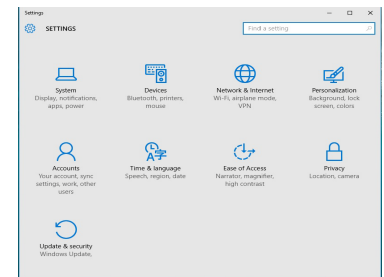 Settings
SETTINGS
Find a setting
System
Display, notifications,
apps, power
Devices
Bluetooth, printers,
mouse
Network & Internet
Wi-Fi, airplane mode,
VPN
Personalization
Background, lock
screen, colors
Accounts
Your account, sync
settings, work, other
users
Time & language
Speech, region, date
Ease of Access
Narrator, magnifier,
high contrast
Privacy
Location, camera
Update & security
Windows Update,